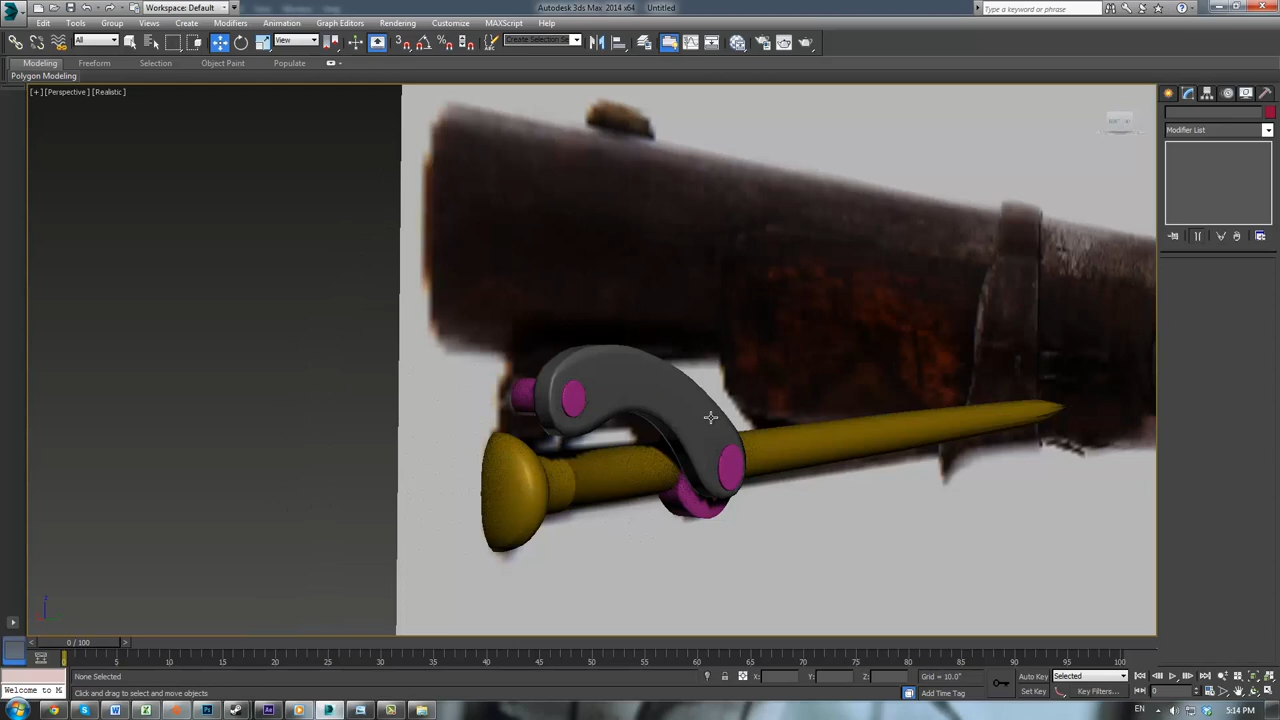 Workspace: Default
Autodesk 3ds Max 2014 x64 Untitled
Type a keyword or phrase
Edit Tools Group Views Create Modifiers Animation Graph Editors Rendering Customize MAXScript Help
All View Create Selection Se
Modeling Freeform Selection Object Paint Populate
Polygon Modeling
[+] [Perspective] [Realistic]
Modifier List
0 / 100
5 10 15 20 25 30 35 40 45 50 55 60 65 70 75 80 85 90 95 100
None Selected X: Y: Z: Grid = 10.0" Auto Key Selected
Welcome to M Click and drag to select and move objects Add Time Tag Set Key Key Filters... 0
EN 5:14 PM